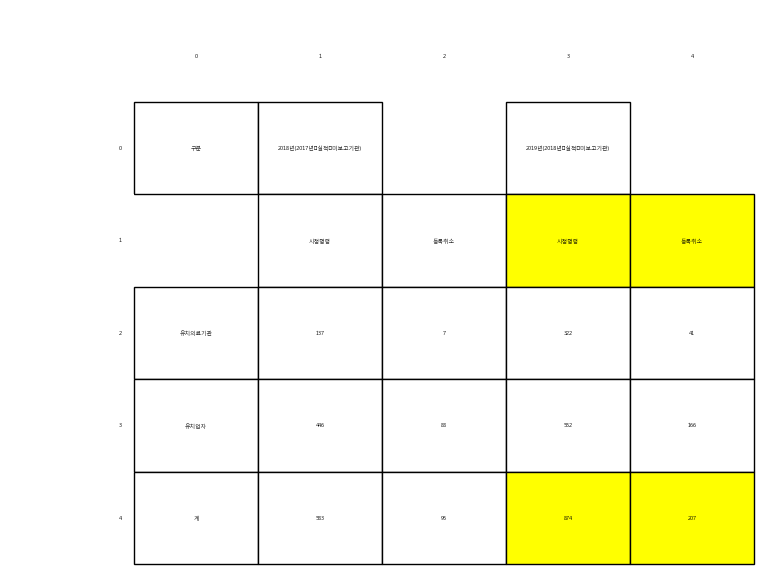 0 1 2 3 4
0 구분 2018년(2017년□실적□미보고기관) 2019년(2018년□실적□미보고기관)
1 시정명령 등록취소 시정명령 등록취소
2 유치의료기관 137 7 322 41
3 유치업자 446 88 552 166
4 계 583 95 874 207